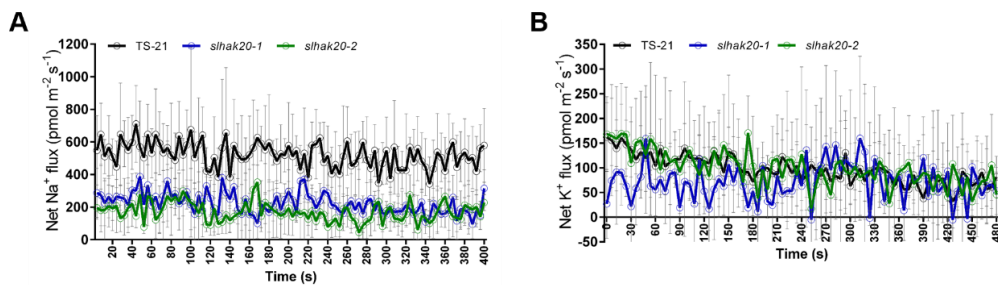 A
TS-21 slhak20-1 slhak20-2
Net Na+ flux (pmol m-2 s-1)
1200
1000
800
600
400
200
0
20 40 60 80 100 120 140 160 180 200 220 240 260 280 300 320 340 360 380 400
Time (s)
B
TS-21 slhak20-1 slhak20-2
Net K+ flux (pmol m-2 s-1)
350
300
250
200
150
100
50
0
-50
0 30 60 90 120 150 180 210 240 270 300 330 360 390 420 450 480
Time (s)